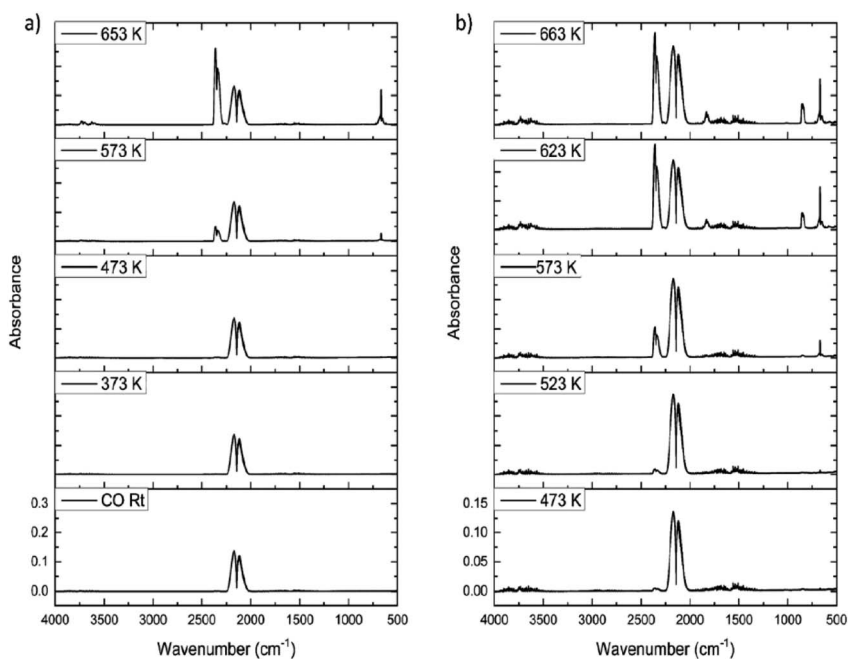 a)
653 K
573 K
473 K
373 K
CO Rt
0.3
0.2
0.1
0.0
Absorbance
4000 3500 3000 2500 2000 1500 1000 500
Wavenumber (cm⁻¹)
b)
663 K
623 K
573 K
523 K
473 K
0.15
0.10
0.05
0.00
Absorbance
4000 3500 3000 2500 2000 1500 1000 500
Wavenumber (cm⁻¹)